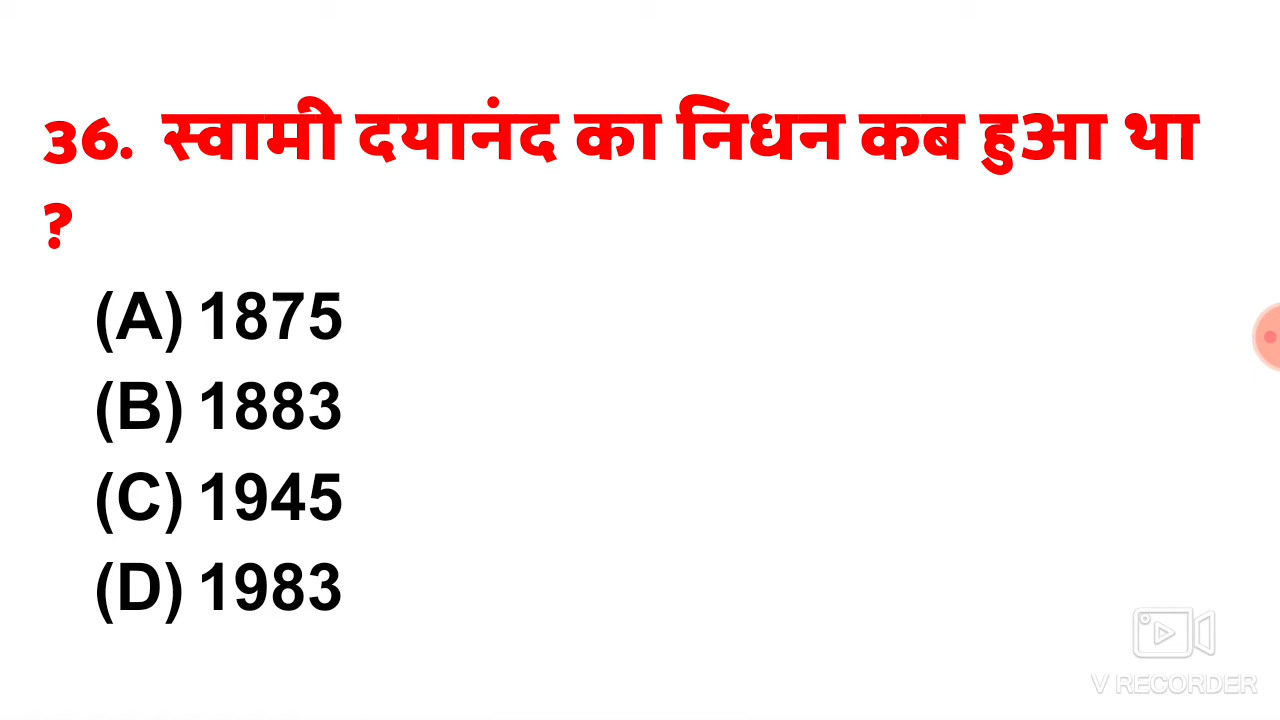 36. स्वामी दयानंद का निधन कब हुआ था
?
(A) 1875
(B) 1883
(C) 1945
(D) 1983
V RECORDER